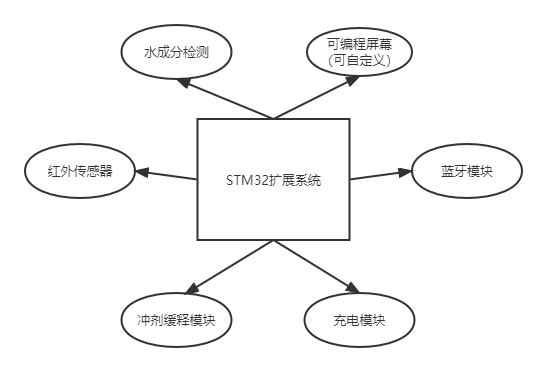 水成分检测
可编程屏幕
(可自定义)
红外传感器
STM32扩展系统
蓝牙模块
冲剂缓释模块
充电模块